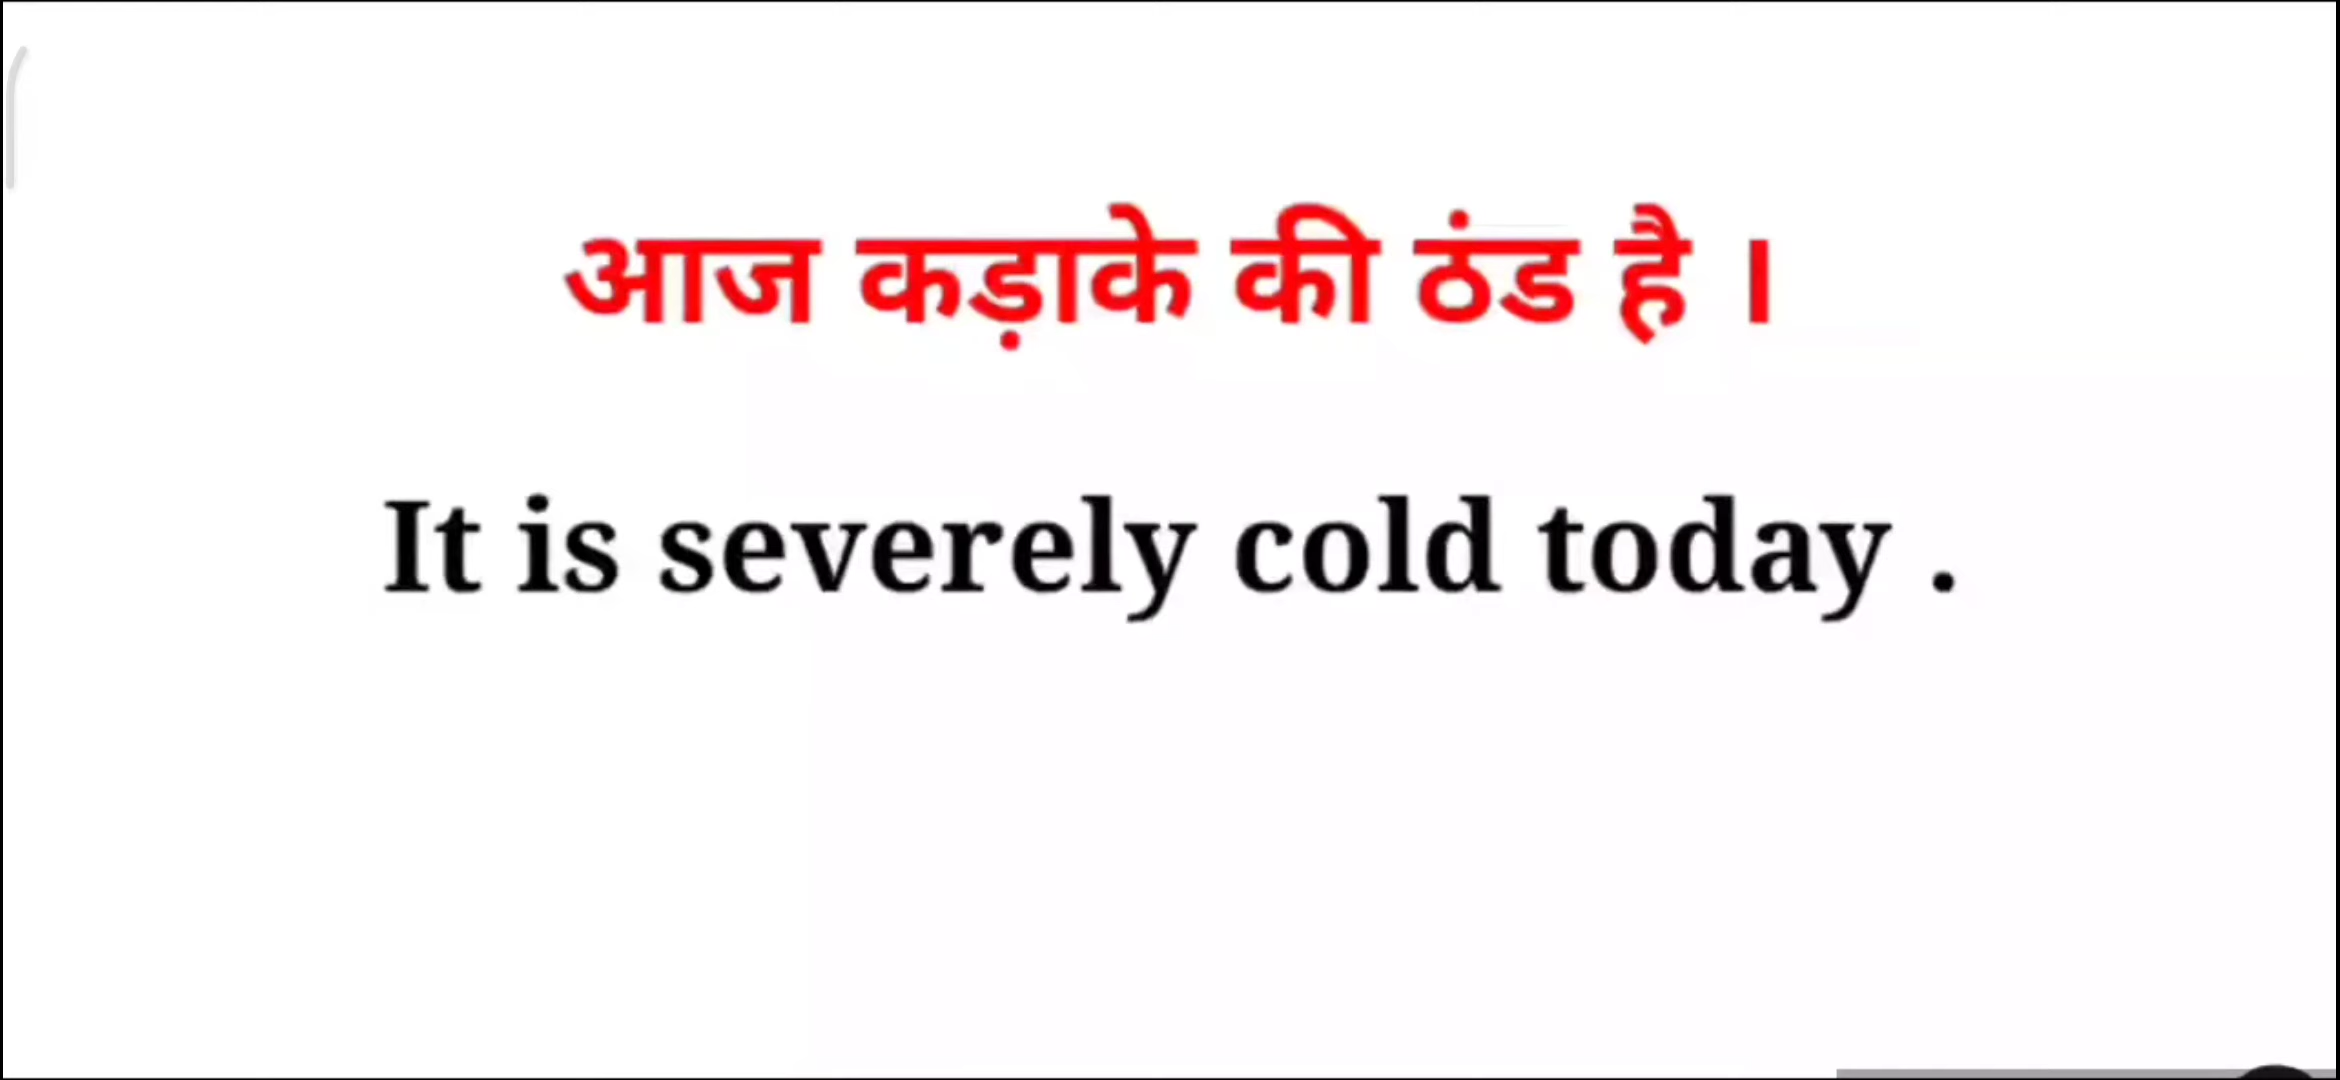 आज कड़ाके की ठंड है ।
It is severely cold today .